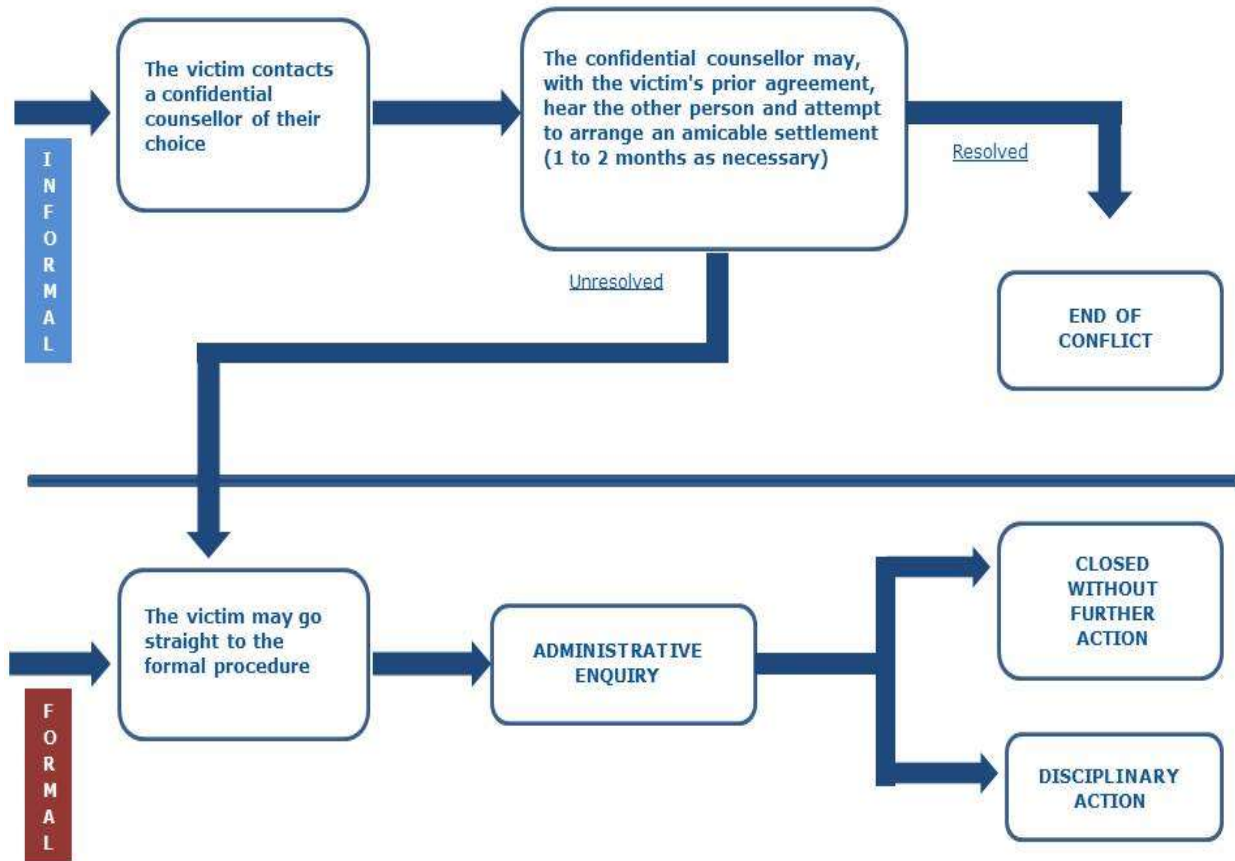 The victim contacts
a confidential
counsellor of their
choice
The confidential counsellor may,
with the victim's prior agreement,
hear the other person and attempt
to arrange an amicable settlement
(1 to 2 months as necessary)
Resolved
INFORMAL
Unresolved
END OF
CONFLICT
The victim may go
straight to the
formal procedure
ADMINISTRATIVE
ENQUIRY
CLOSED
WITHOUT
FURTHER
ACTION
FORMAL
DISCIPLINARY
ACTION